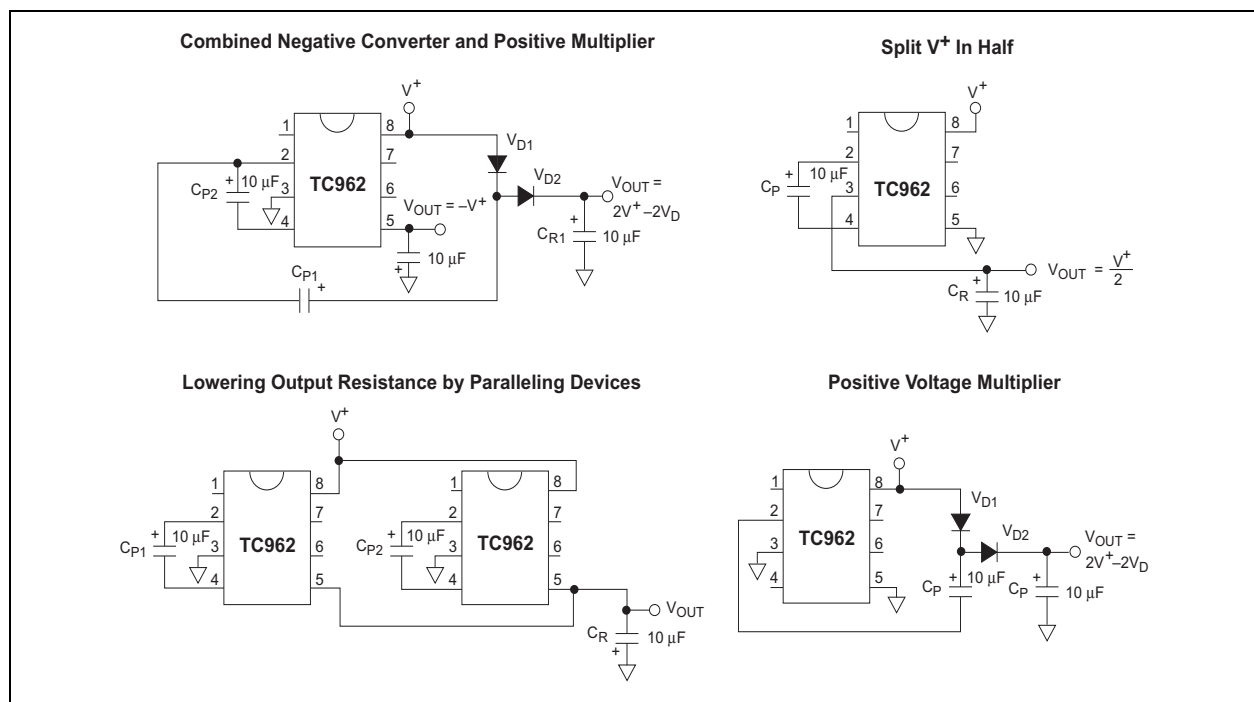 Combined Negative Converter and Positive Multiplier
V+
1
2
3
4
TC962
8
7
6
5
CP2
+
10 µF
VD1
VD2
VOUT = –V+
+
10 µF
VOUT =
2V+ –2VD
+
CR1
10 µF
CP1
+
Split V+ In Half
V+
1
2
3
4
TC962
8
7
6
5
CP
+
10 µF
VOUT = V+
2
+
CR
10 µF
Lowering Output Resistance by Paralleling Devices
V+
1
2
3
4
TC962
8
7
6
5
CP1
+
10 µF
1
2
3
4
TC962
8
7
6
5
CP2
+
10 µF
VOUT
CR
+
10 µF
Positive Voltage Multiplier
V+
1
2
3
4
TC962
8
7
6
5
VD1
VD2
VOUT =
2V+ –2VD
+
10 µF
CP
+
CP
10 µF